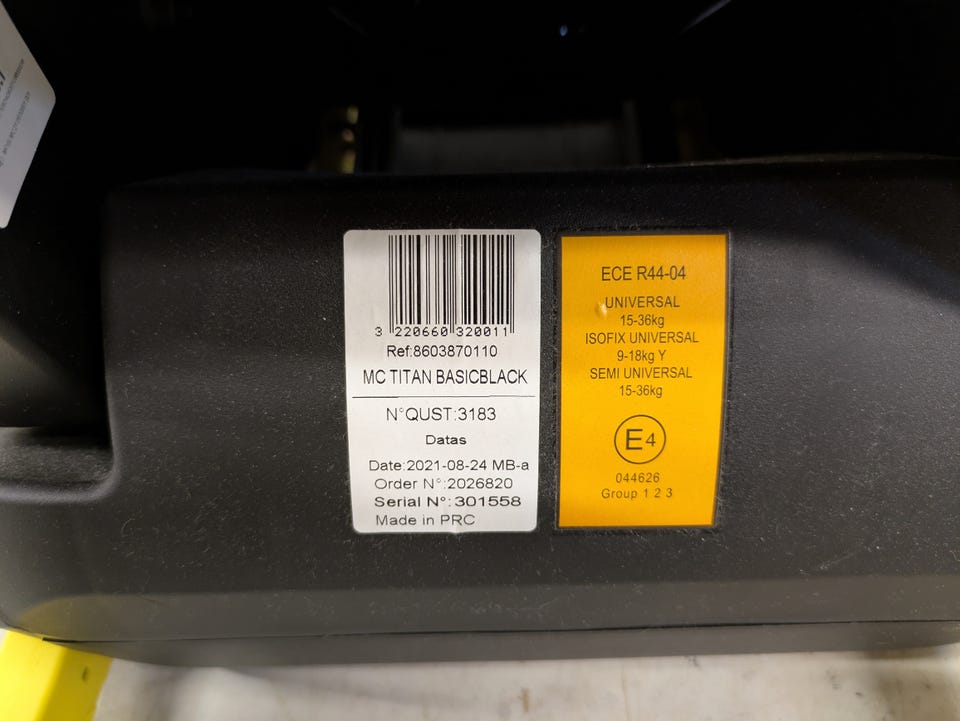 3 220660 320011
Ref:8603870110
MC TITAN BASICBLACK
N°QUST:3183
Datas
Date:2021-08-24 MB-a
Order N°:2026820
Serial N°:301558
Made in PRC
ECE R44-04
UNIVERSAL
15-36kg
ISOFIX UNIVERSAL
9-18kg Y
SEMI UNIVERSAL
15-36kg
E4
044626
Group 1 2 3